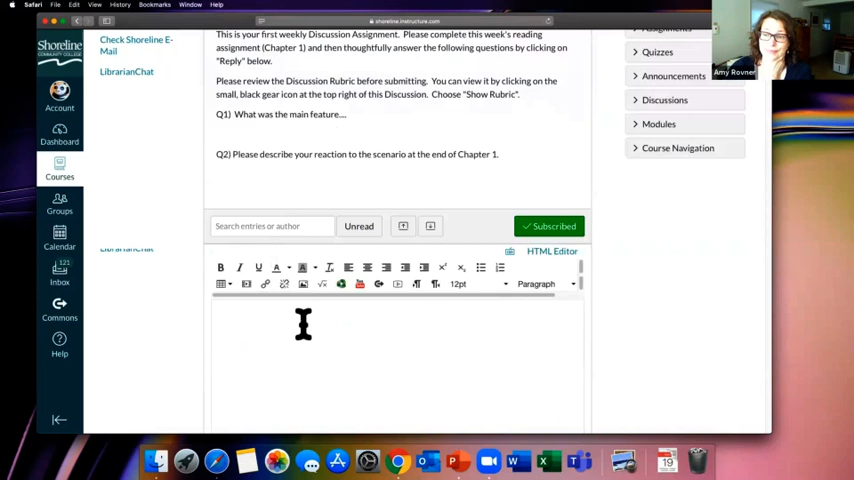 Safari File Edit View History Bookmarks Window Help
shoreline.instructure.com
Shoreline
COMMUNITY COLLEGE
Check Shoreline E-
Mail
LibrarianChat
Account
Dashboard
Courses
Groups
Calendar
121
Inbox
Commons
Help
This is your first weekly Discussion Assignment. Please complete this week's reading
assignment (Chapter 1) and then thoughtfully answer the following questions by clicking on
"Reply" below.
Please review the Discussion Rubric before submitting. You can view it by clicking on the
small, black gear icon at the top right of this Discussion. Choose "Show Rubric".
Q1) What was the main feature....
Q2) Please describe your reaction to the scenario at the end of Chapter 1.
Search entries or author
Unread
Subscribed
HTML Editor
12pt
Paragraph
Quizzes
Announcements
Discussions
Modules
Course Navigation
Amy Rovner
19